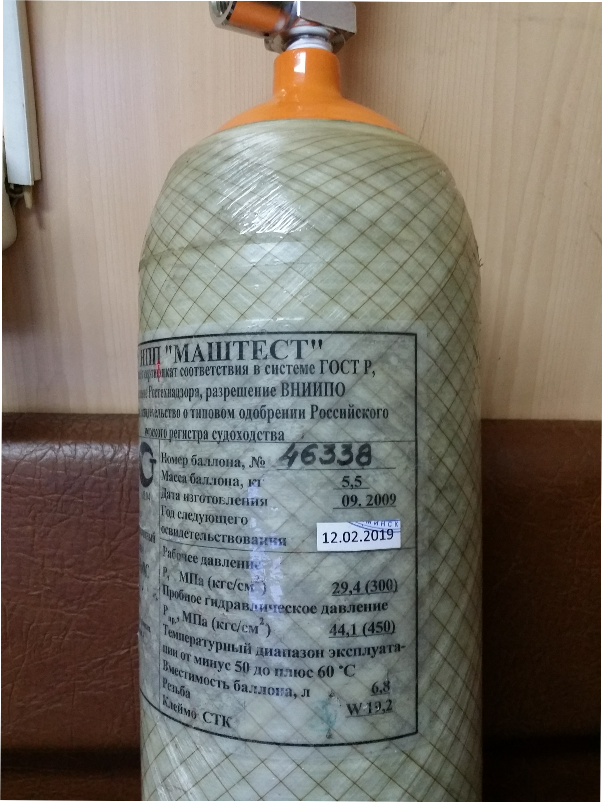 НПП "МАШТЕСТ"
соответствия в системе ГОСТ Р,
Ростехнадзора, разрешение ВНИИПО
о типовом одобрении Российского
регистра судоходства
Номер баллона, № 46338
Масса баллона, кг 5,5
Дата изготовления 09. 2009
Год следующего
освидетельствования
МИНСК
12.02.2019
Рабочее давление
Р, МПа (кгс/см²) 29,4 (300)
Пробное гидравлическое давление
Рпр., МПа (кгс/см²) 44,1 (450)
Температурный диапазон эксплуата-
ции от минус 50 до плюс 60 °С
Вместимость баллона, л 6,8
Резьба W 19,2
Клеймо СТК